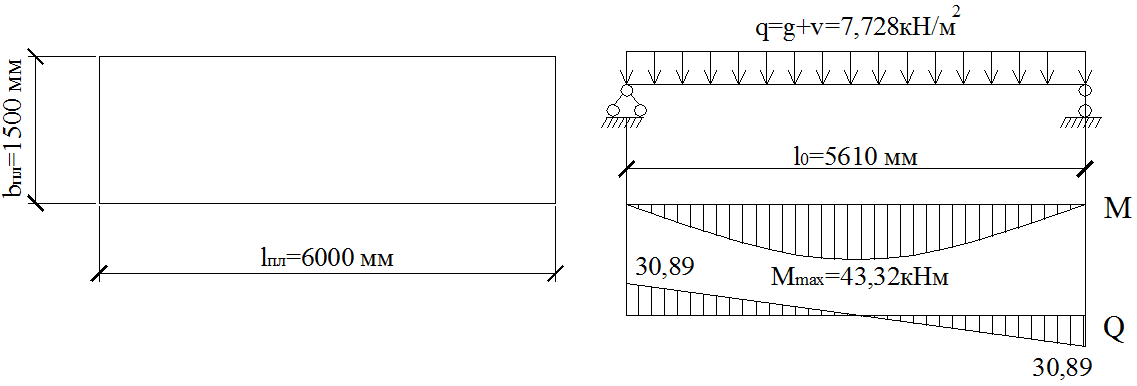 bпл=1500 мм
lпл=6000 мм
q=g+v=7,728кН/м²
l0=5610 мм
M
30,89
Mmax=43,32кНм
Q
30,89